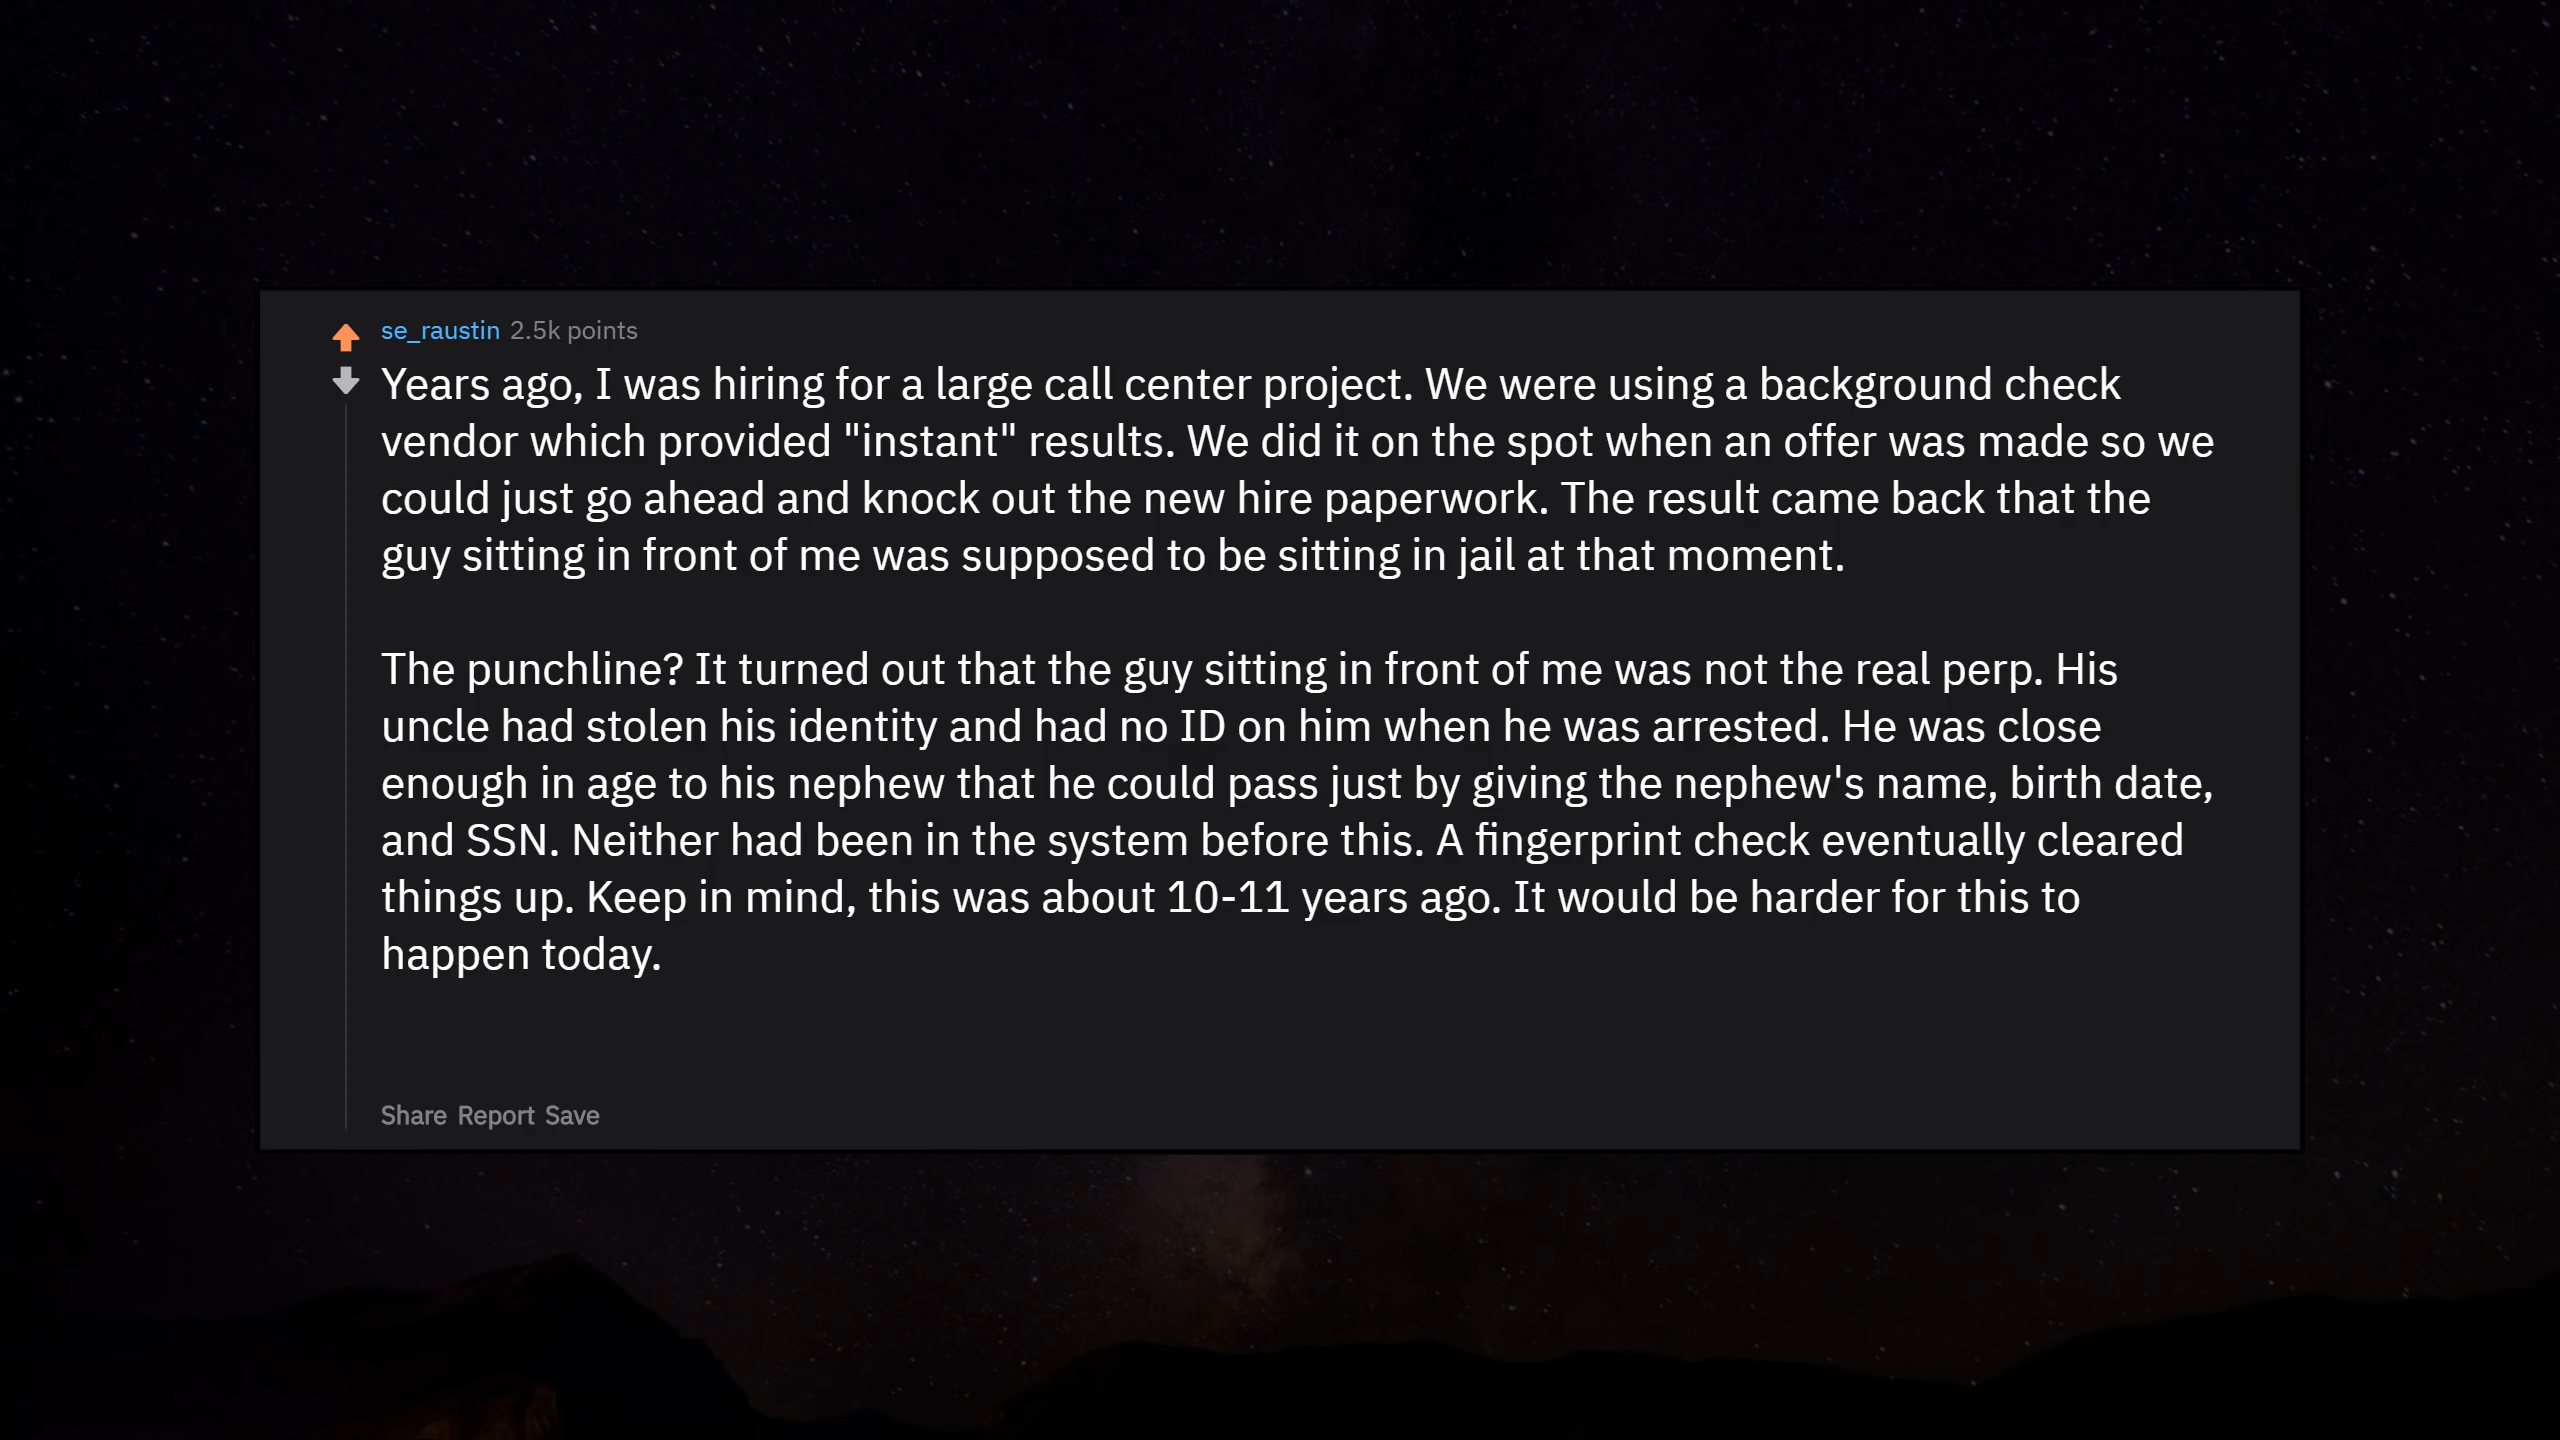 se_raustin 2.5k points
Years ago, I was hiring for a large call center project. We were using a background check
vendor which provided "instant" results. We did it on the spot when an offer was made so we
could just go ahead and knock out the new hire paperwork. The result came back that the
guy sitting in front of me was supposed to be sitting in jail at that moment.
The punchline? It turned out that the guy sitting in front of me was not the real perp. His
uncle had stolen his identity and had no ID on him when he was arrested. He was close
enough in age to his nephew that he could pass just by giving the nephew's name, birth date,
and SSN. Neither had been in the system before this. A fingerprint check eventually cleared
things up. Keep in mind, this was about 10-11 years ago. It would be harder for this to
happen today.
Share Report Save